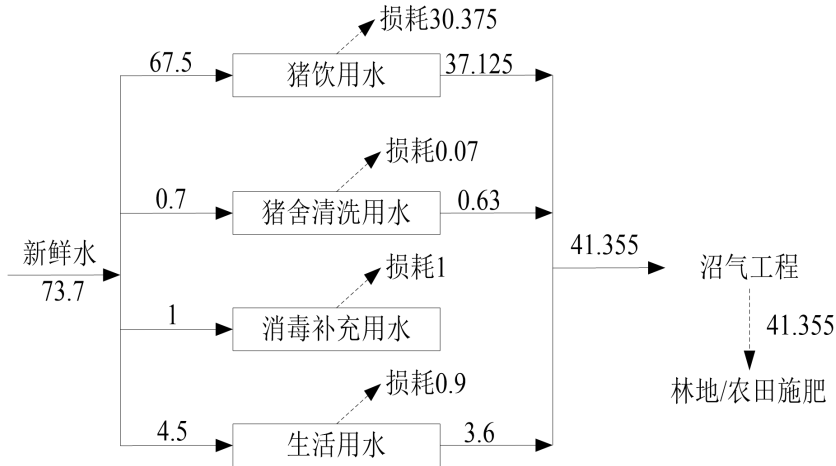 损耗30.375
67.5
猪饮用水
37.125
损耗0.07
0.7
猪舍清洗用水
0.63
新鲜水
73.7
41.355
沼气工程
损耗1
1
消毒补充用水
41.355
损耗0.9
林地/农田施肥
4.5
生活用水
3.6